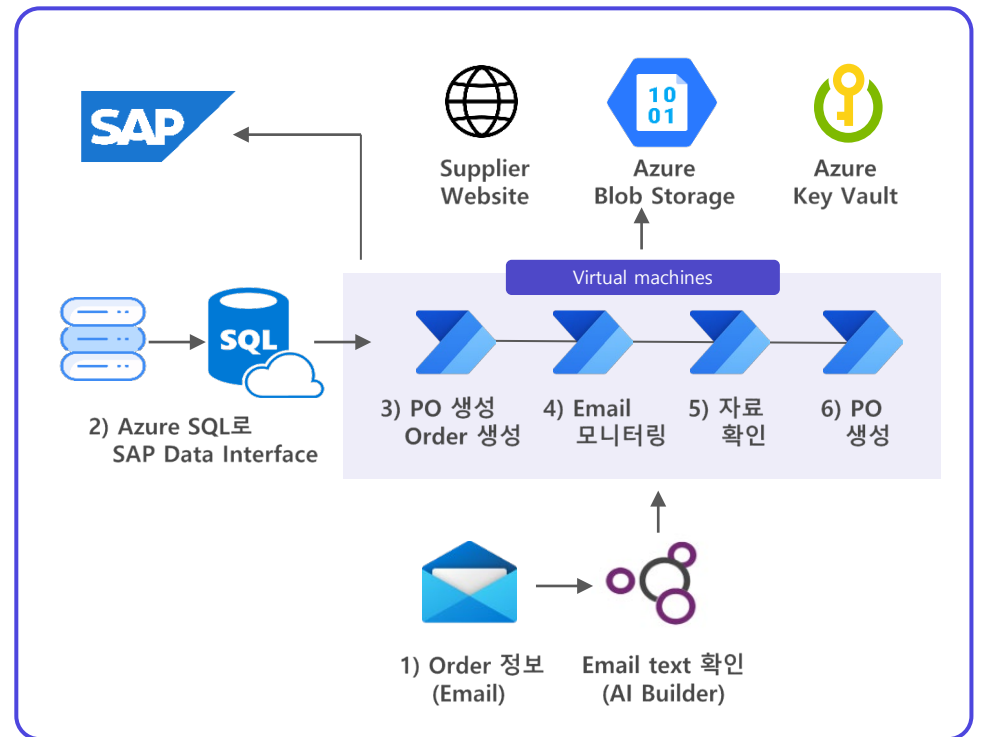 SAP
10
01
Supplier
Website
Azure
Blob Storage
Azure
Key Vault
Virtual machines
SQL
2) Azure SQL로
SAP Data Interface
3) PO 생성
Order 생성
4) Email
모니터링
5) 자료
확인
6) PO
생성
1) Order 정보
(Email)
Email text 확인
(AI Builder)